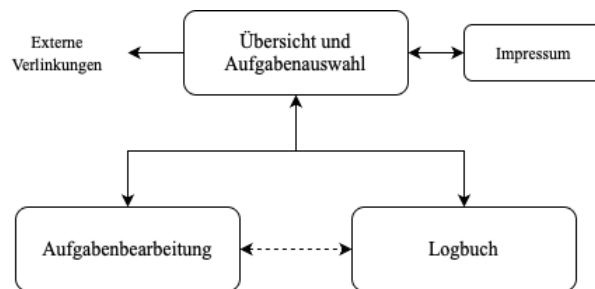 Externe
Verlinkungen
Übersicht und
Aufgabenauswahl
Impressum
Aufgabenbearbeitung
Logbuch